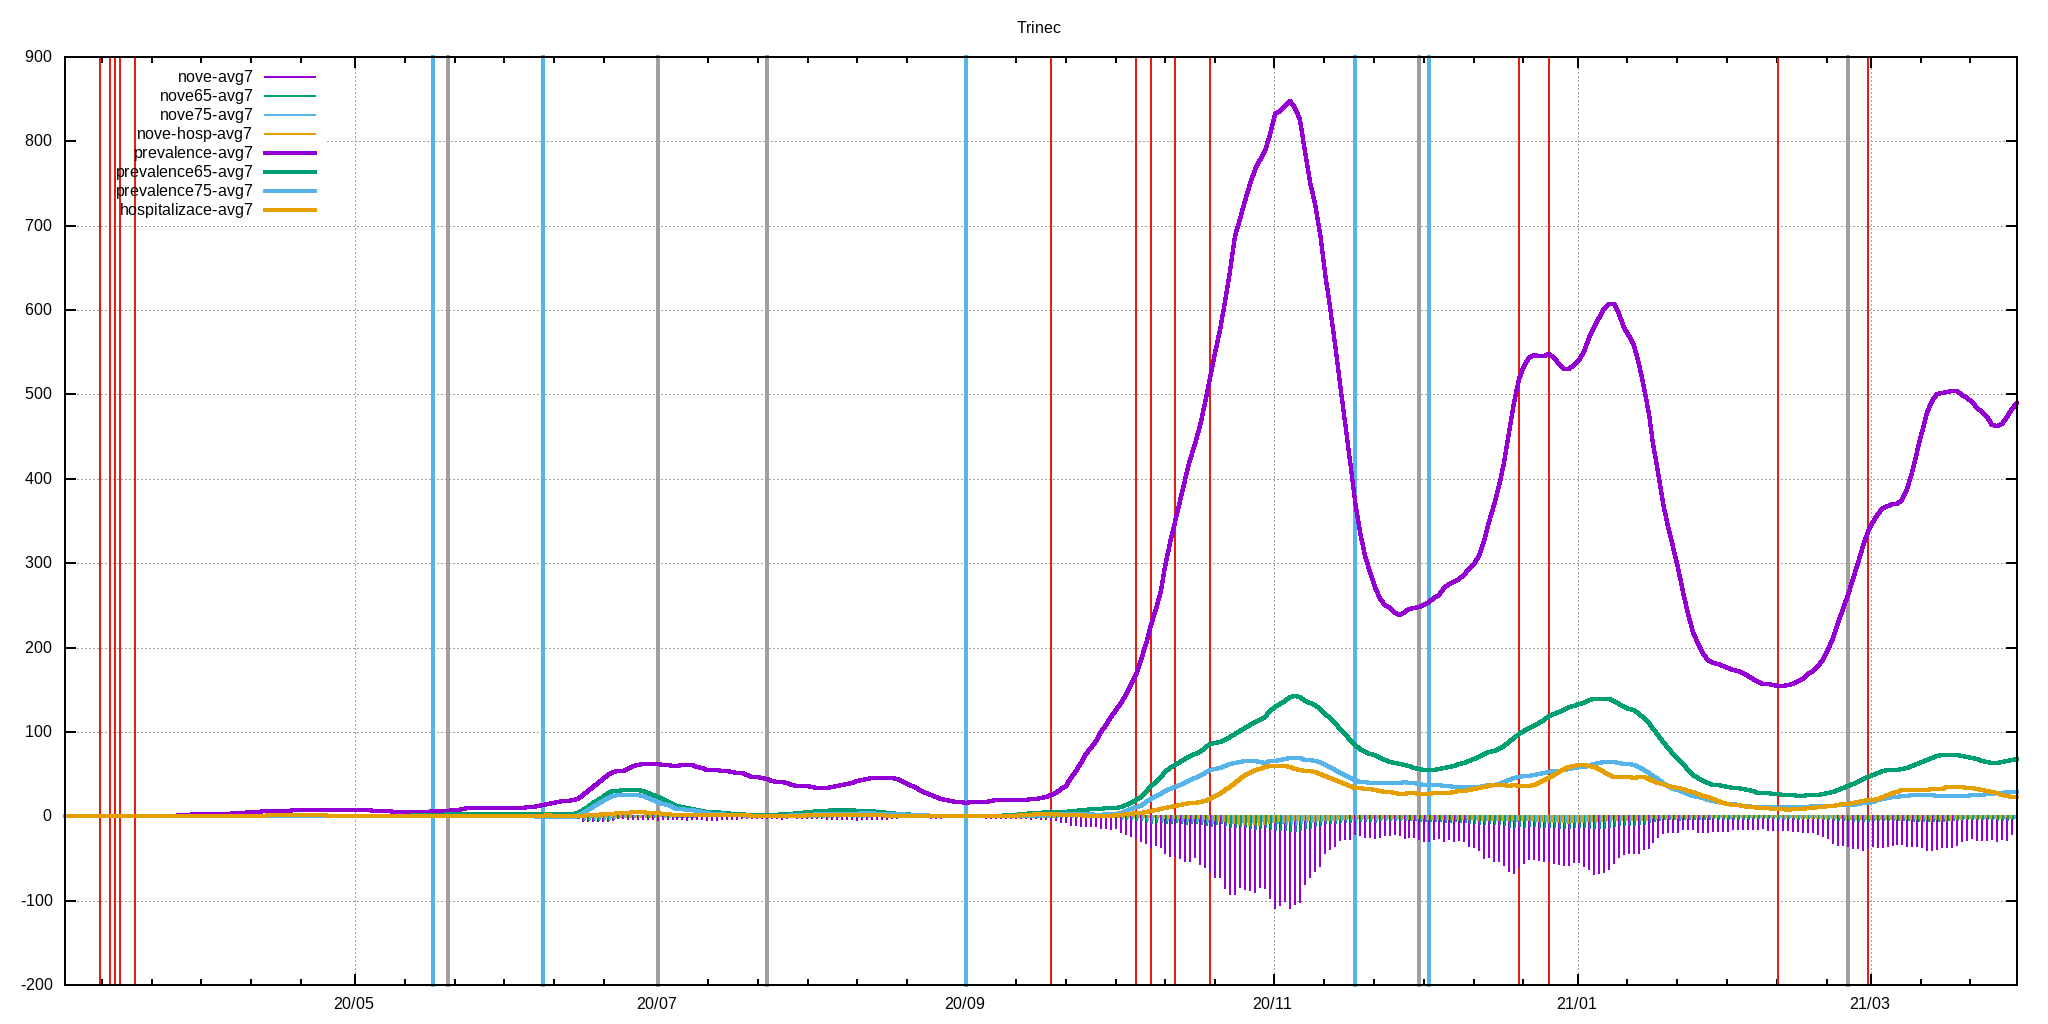 Trinec
900
800
700
600
500
400
300
200
100
0
-100
-200
nove-avg7
nove65-avg7
nove75-avg7
nove-hosp-avg7
prevalence-avg7
prevalence65-avg7
prevalence75-avg7
hospitalizace-avg7
20/05 20/07 20/09 20/11 21/01 21/03